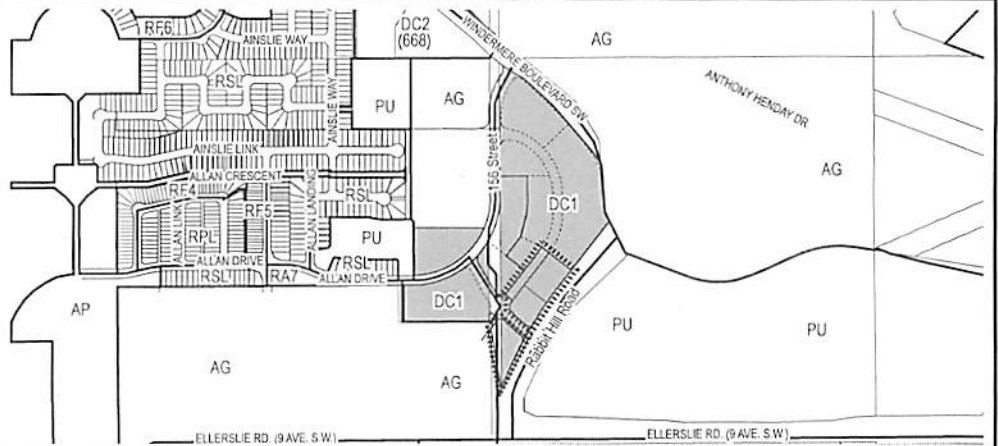 RF6
AINSLIE WAY
DC2
(668)
WINDERMERE BOULEVARD SW
AG
RSL
AINSLIE WAY
PU
AG
ANTHONY HENDAY DR
AG
AINSLIE LINK
ALLAN CRESCENT
156 Street
RF4
ALLAN LINK
RF5
ALLAN LANDING
RSL
DC1
RPL
PU
ALLAN DRIVE
RSL
RSL
RA7
ALLAN DRIVE
AP
DC1
Rabbit Hill Road
PU
PU
AG
AG
ELLERSLIE RD. (9 AVE. S.W.)
ELLERSLIE RD. (9 AVE. S.W.)